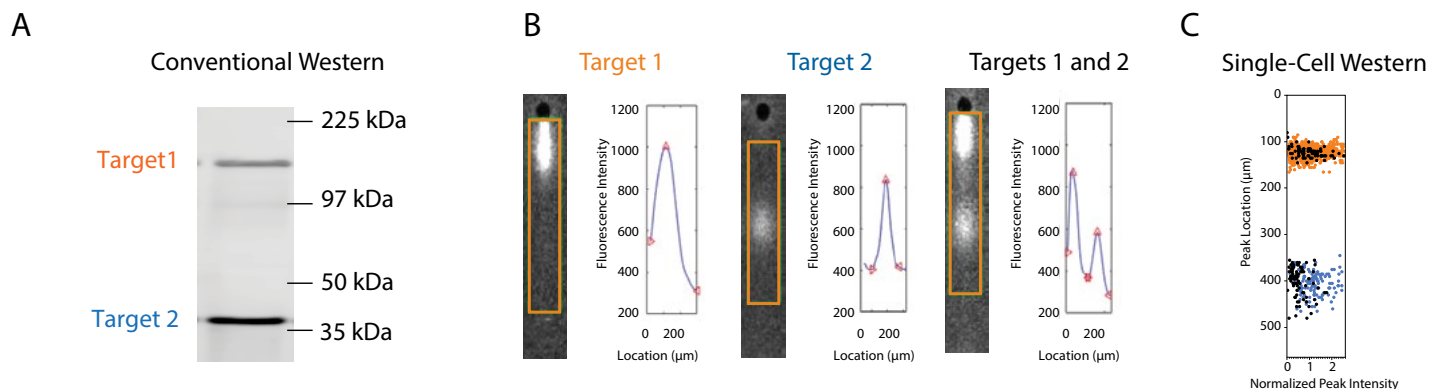 A
Conventional Western
225 kDa
Target1
97 kDa
50 kDa
Target 2
35 kDa
B
Target 1
Fluorescence Intensity
1200
1000
800
600
400
200
0 200
Location (µm)
Target 2
Fluorescence Intensity
1200
1000
800
600
400
200
0 200
Location (µm)
Targets 1 and 2
Fluorescence Intensity
1200
1000
800
600
400
200
0 200
Location (µm)
C
Single-Cell Western
Peak Location (µm)
0
100
200
300
400
500
0 1 2
Normalized Peak Intensity